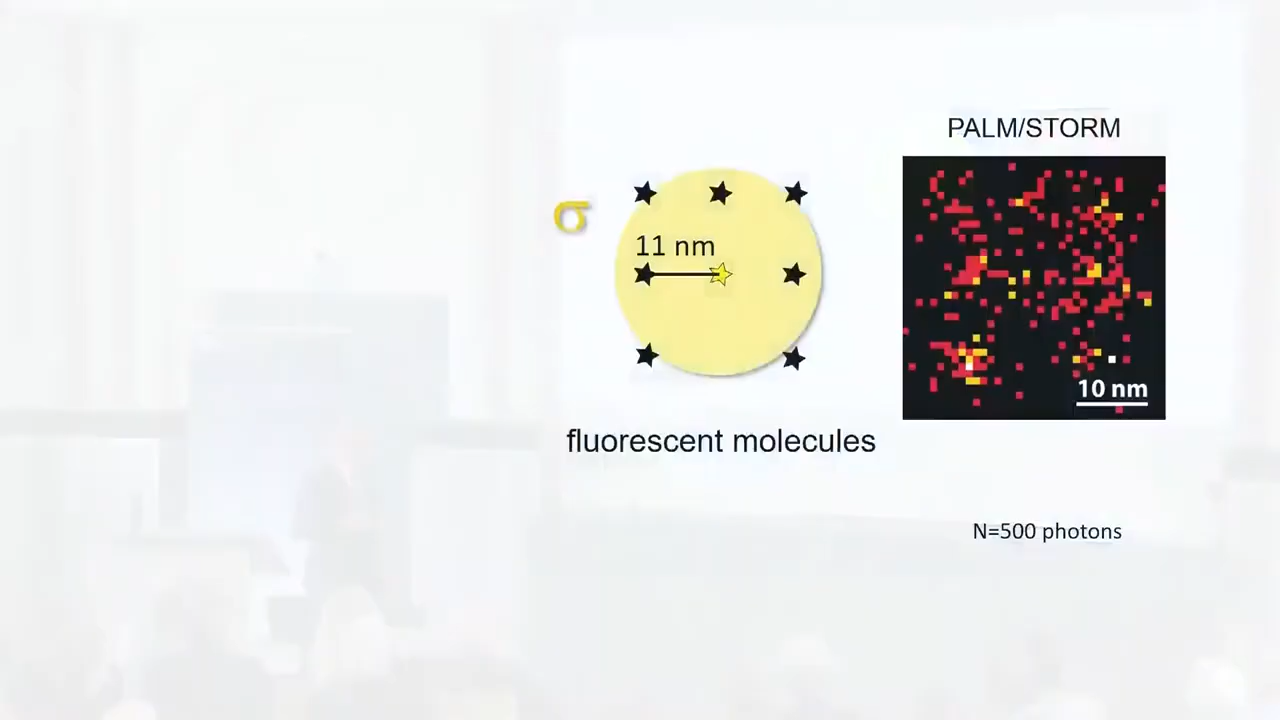 PALM/STORM
σ
11 nm
10 nm
fluorescent molecules
N=500 photons